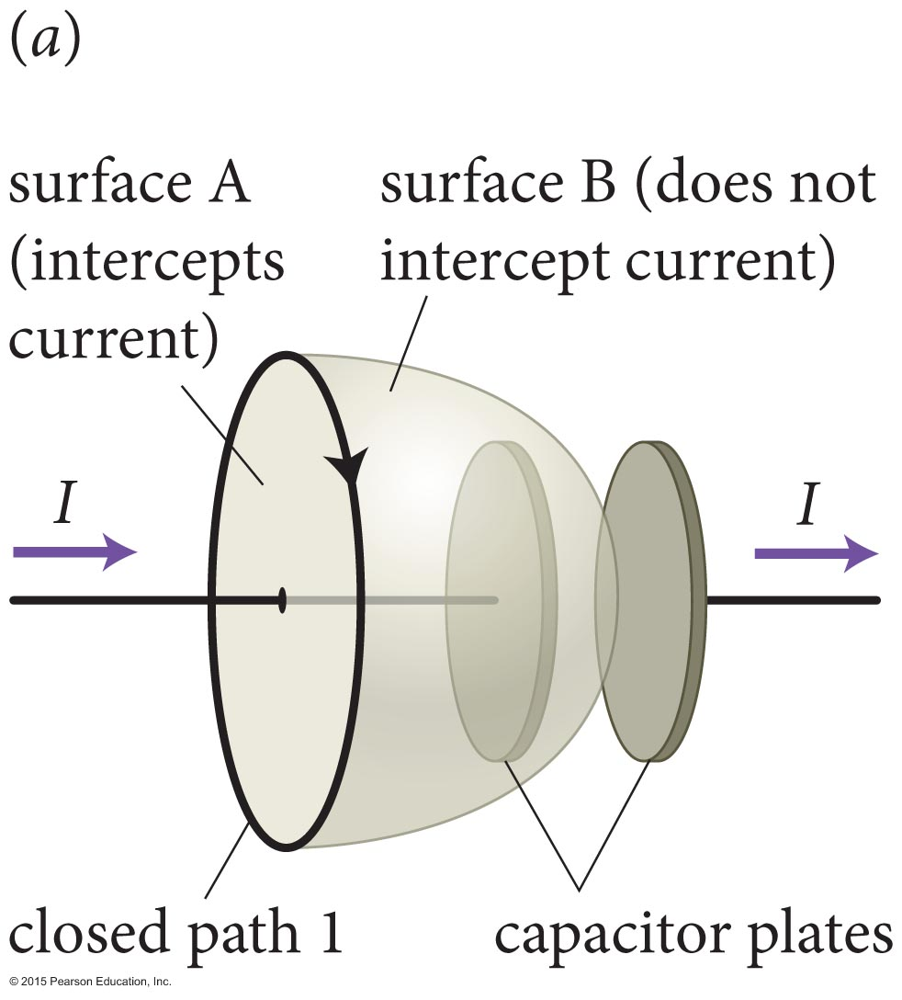 (a)
surface A
(intercepts
current)
surface B (does not
intercept current)
I
I
closed path 1
capacitor plates
© 2015 Pearson Education, Inc.